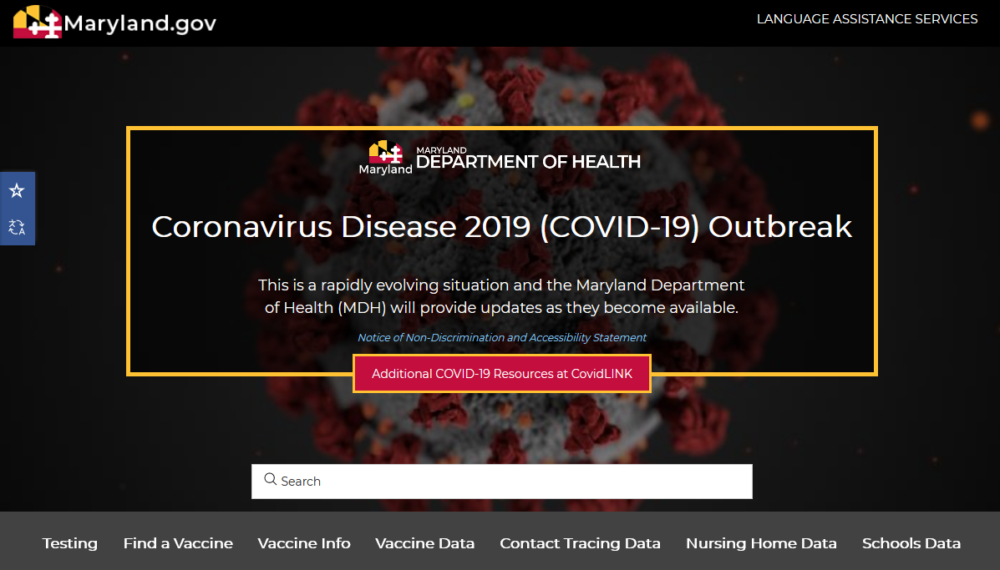 Maryland.gov
LANGUAGE ASSISTANCE SERVICES
Maryland
MARYLAND
DEPARTMENT OF HEALTH
Coronavirus Disease 2019 (COVID-19) Outbreak
This is a rapidly evolving situation and the Maryland Department
of Health (MDH) will provide updates as they become available.
Notice of Non-Discrimination and Accessibility Statement
Additional COVID-19 Resources at CovidLINK
Search
Testing Find a Vaccine Vaccine Info Vaccine Data Contact Tracing Data Nursing Home Data Schools Data